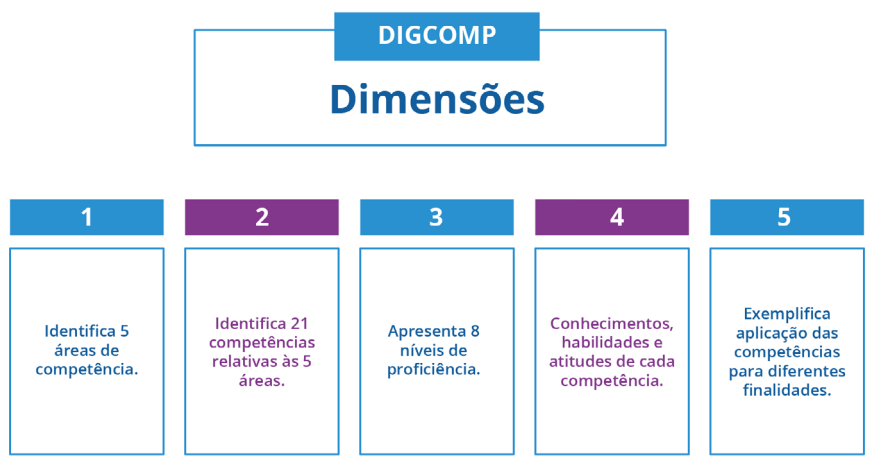 DIGCOMP
Dimensões
1
Identifica 5
áreas de
competência.
2
Identifica 21
competências
relativas às 5
áreas.
3
Apresenta 8
níveis de
proficiência.
4
Conhecimentos,
habilidades e
atitudes de cada
competência.
5
Exemplifica
aplicação das
competências
para diferentes
finalidades.